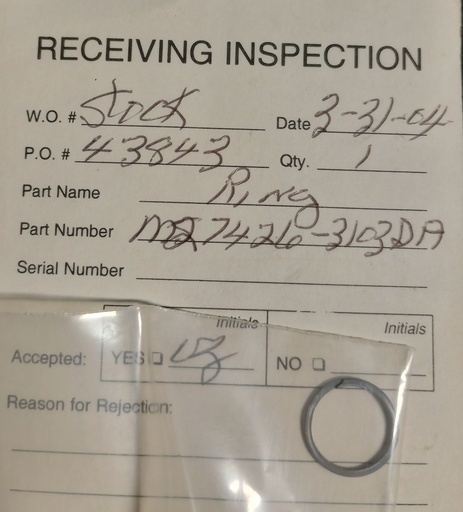 RECEIVING INSPECTION
W.O. # Stock Date 3-31-04
P.O. # 43843 Qty. 1
Part Name Ring
Part Number MS27426-3103DA
Serial Number
Initials Initials
Accepted: YES NO
Reason for Rejection: